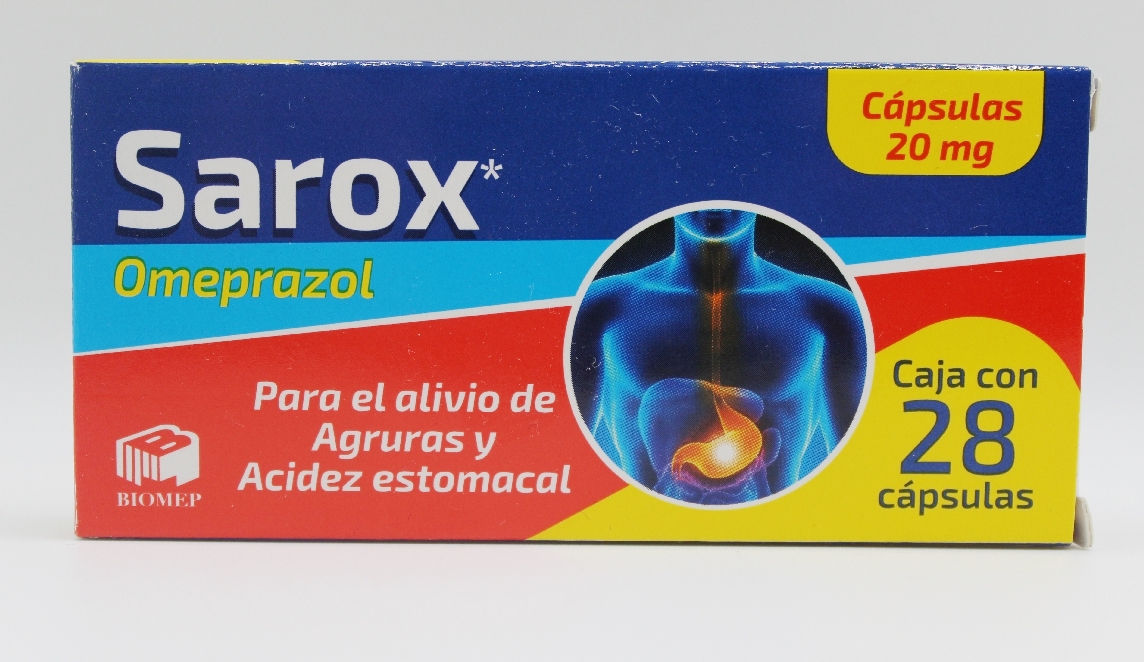 Sarox*
Omeprazol
Cápsulas
20 mg
Para el alivio de
Agruras y
Acidez estomacal
BIOMEP
Caja con
28
cápsulas